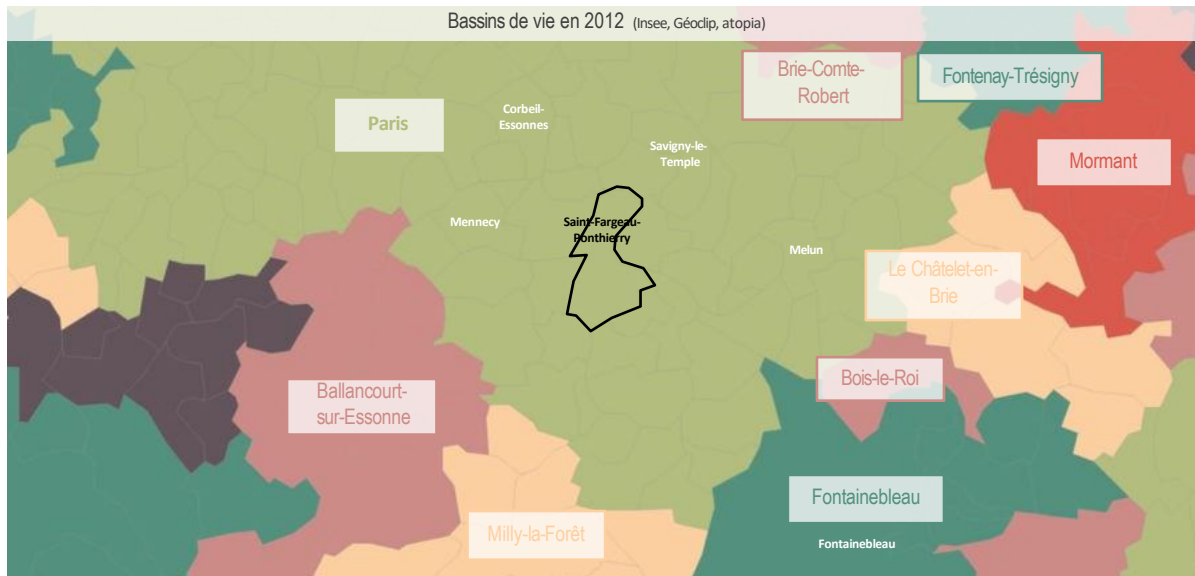 Bassins de vie en 2012 (Insee, Géoclip, atopia)
Brie-Comte-
Robert
Fontenay-Trésigny
Paris
Corbeil-
Essonnes
Savigny-le-
Temple
Mormant
Mennecy
Saint-Fargeau-
Ponthierry
Melun
Le Châtelet-en-
Brie
Bois-le-Roi
Ballancourt-
sur-Essonne
Fontainebleau
Milly-la-Forêt
Fontainebleau